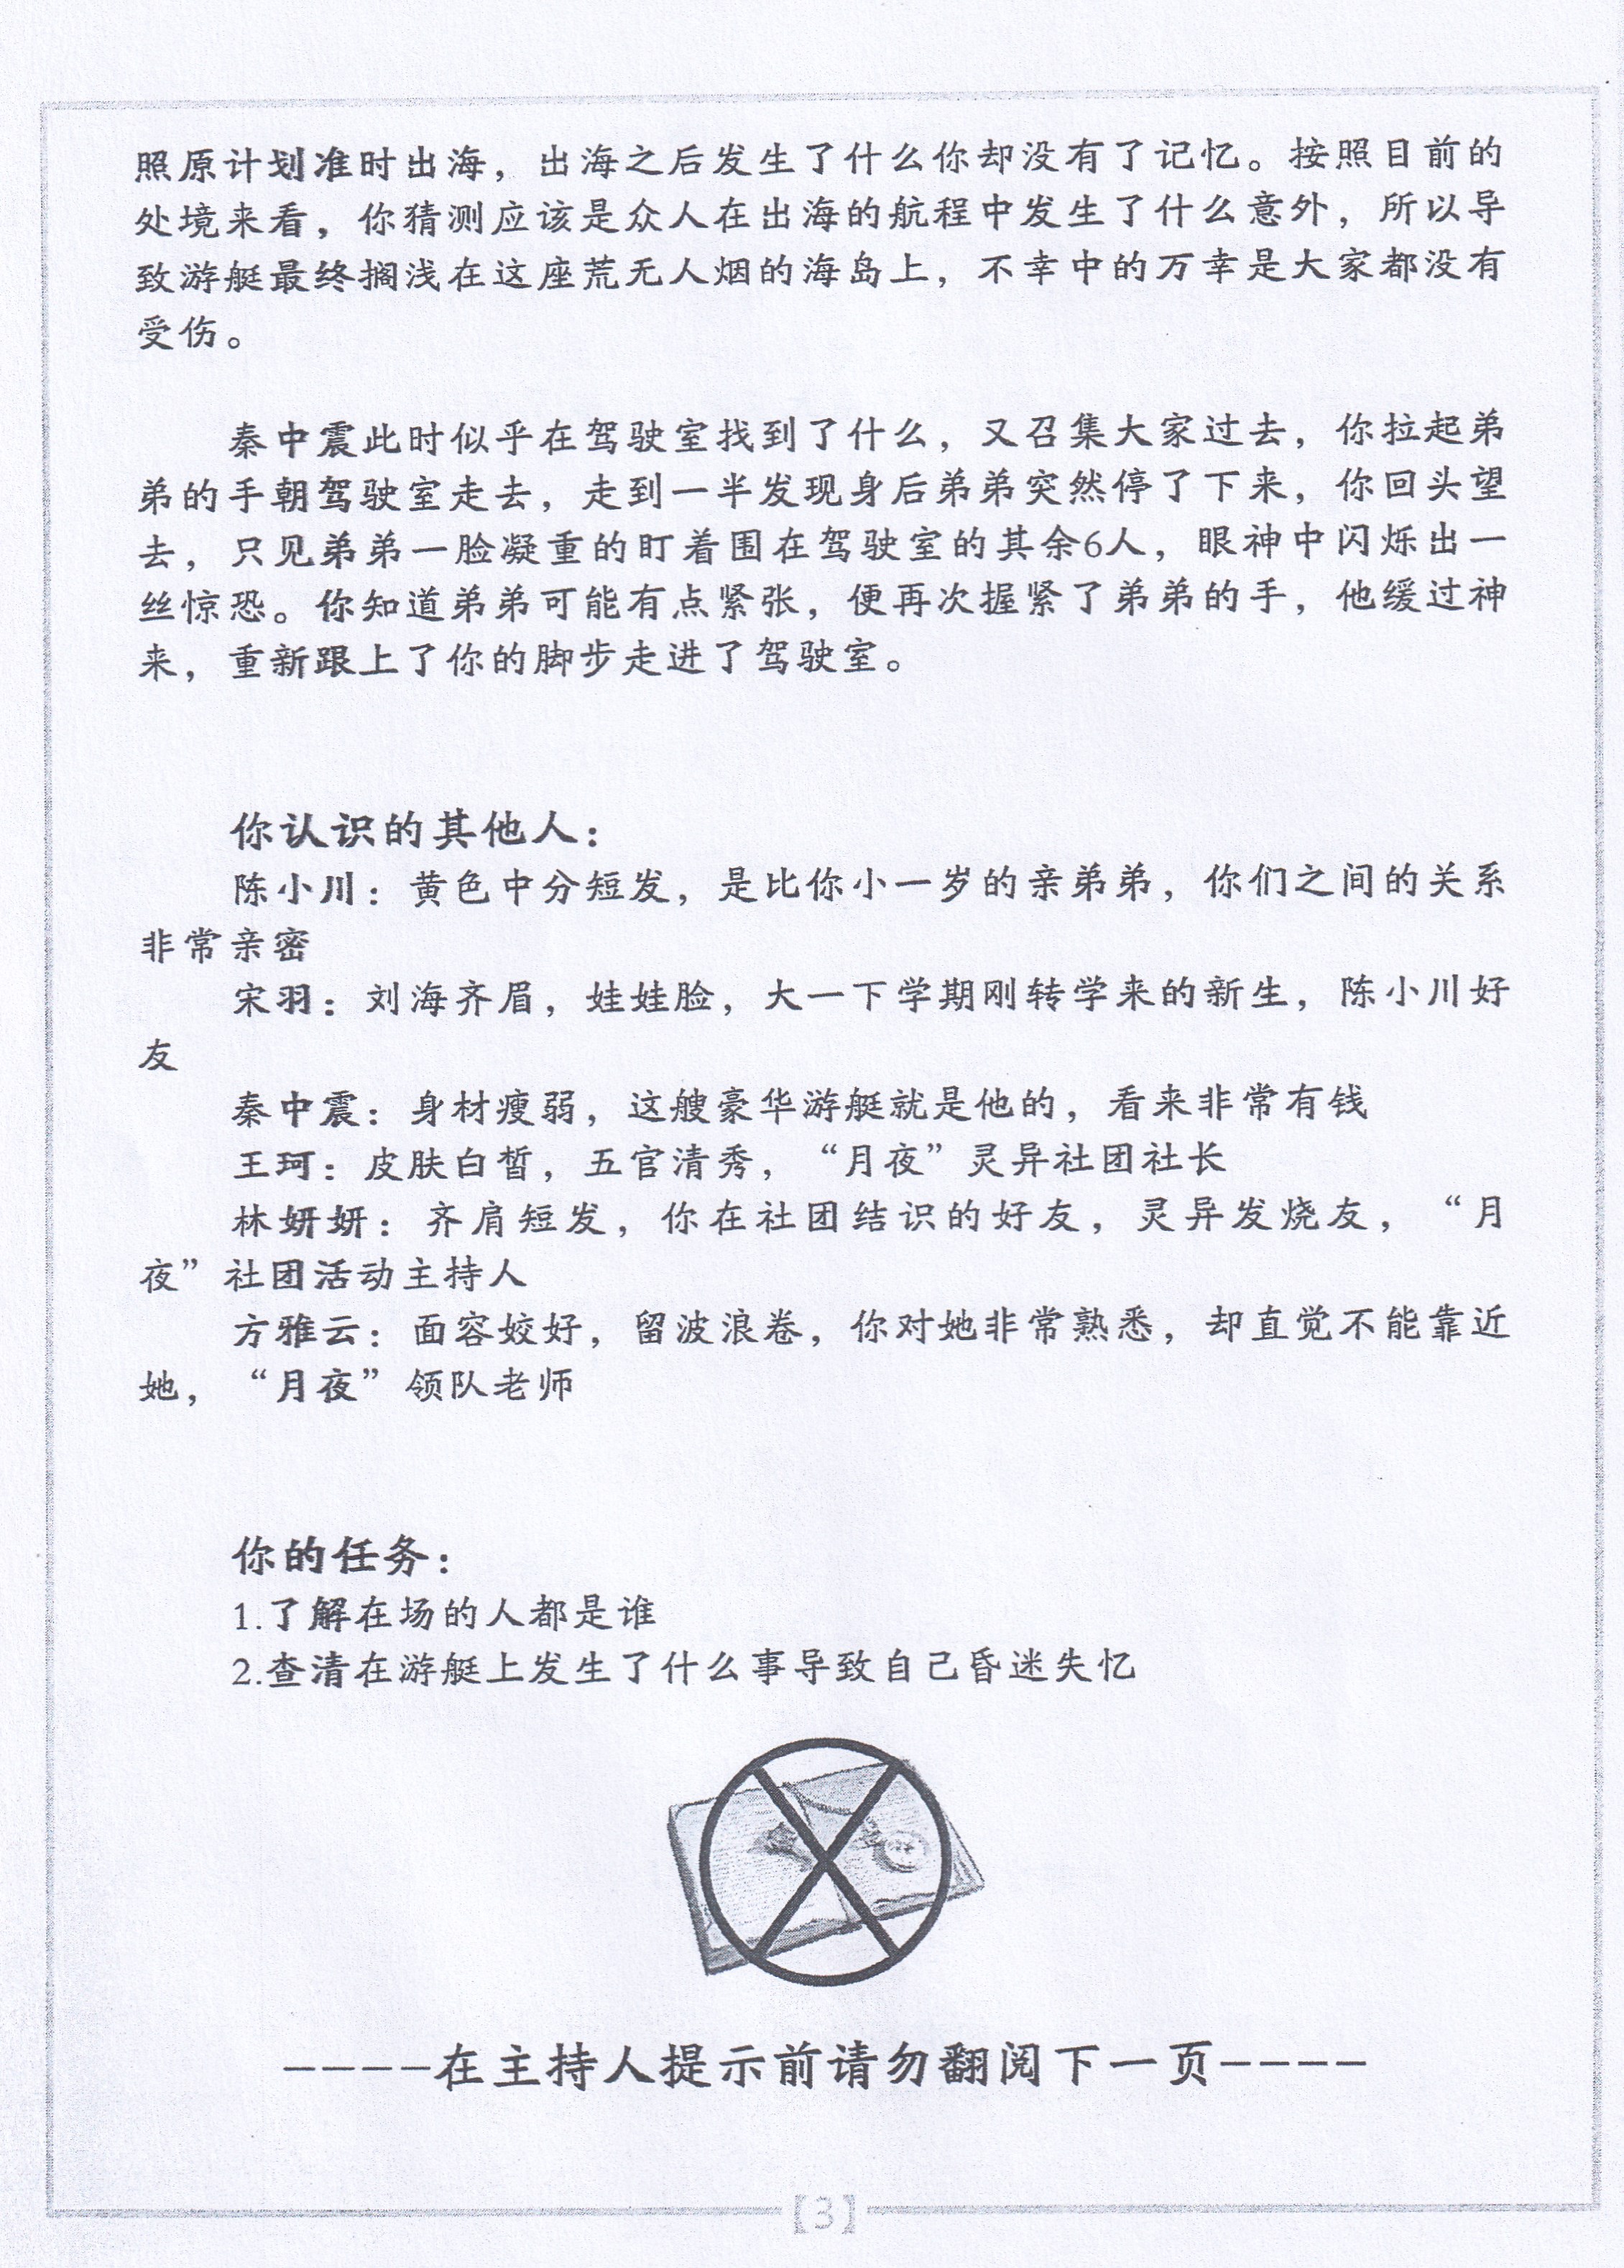 照原计划准时出海，出海之后发生了什么你却没有了记忆。按照目前的
处境来看，你猜测应该是众人在出海的航程中发生了什么意外，所以导
致游艇最终搁浅在这座荒无人烟的海岛上，不幸中的万幸是大家都没有
受伤。
秦中震此时似乎在驾驶室找到了什么，又召集大家过去，你拉起弟
弟的手朝驾驶室走去，走到一半发现身后弟弟突然停了下来，你回头望
去，只见弟弟一脸凝重的盯着围在驾驶室的其余6人，眼神中闪烁出一
丝惊恐。你知道弟弟可能有点紧张，便再次握紧了弟弟的手，他缓过神
来，重新跟上了你的脚步走进了驾驶室。
你认识的其他人：
陈小川：黄色中分短发，是比你小一岁的亲弟弟，你们之间的关系
非常亲密
宋羽：刘海齐眉，娃娃脸，大一下学期刚转学来的新生，陈小川好
友
秦中震：身材瘦弱，这艘豪华游艇就是他的，看来非常有钱
王珂：皮肤白皙，五官清秀，“月夜”灵异社团社长
林妍妍：齐肩短发，你在社团结识的好友，灵异发烧友，“月
夜”社团活动主持人
方雅云：面容姣好，留波浪卷，你对她非常熟悉，却直觉不能靠近
她，“月夜”领队老师
你的任务：
1.了解在场的人都是谁
2.查清在游艇上发生了什么事导致自己昏迷失忆
----在主持人提示前请勿翻阅下一页----
【3】